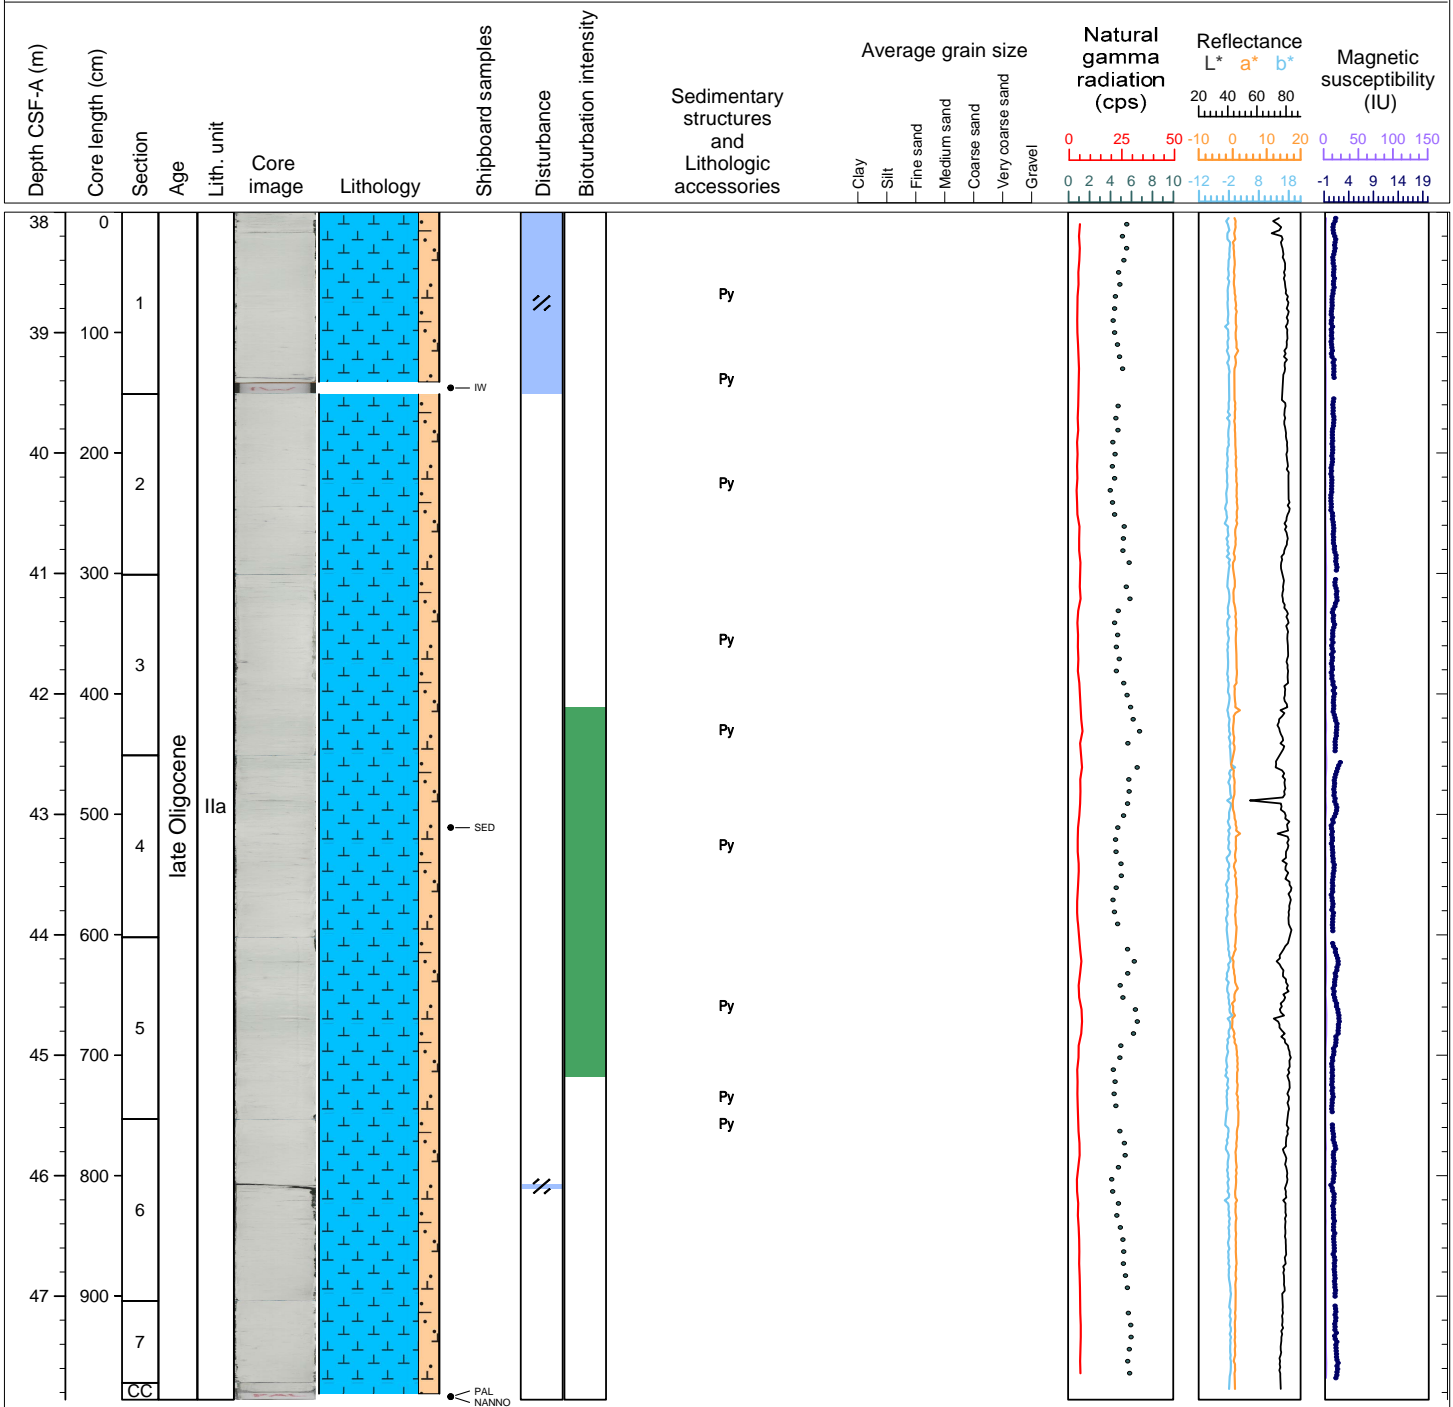 Depth CSF-A (m)
Core length (cm)
Section
Age
Lith. unit
Core
image
Lithology
Shipboard samples
Disturbance
Bioturbation intensity
Sedimentary
structures
and
Lithologic
accessories
Average grain size
Clay
Silt
Fine sand
Medium sand
Coarse sand
Very coarse sand
Gravel
Natural
gamma
radiation
(cps)
0 25 50
0 2 4 6 8 10
Reflectance
L* a* b*
20 40 60 80
-10 0 10 20
-12 -2 8 18
Magnetic
susceptibility
(IU)
0 50 100 150
-1 4 9 14 19
38 0
1
Py
39 100
Py
IW
40 200
2
Py
41 300
Py
3
42 400
Py
late Oligocene
IIa
43 500
SED
4
Py
44 600
Py
5
45 700
Py
Py
46 800
6
47 900
7
CC
PAL
NANNO
PAL